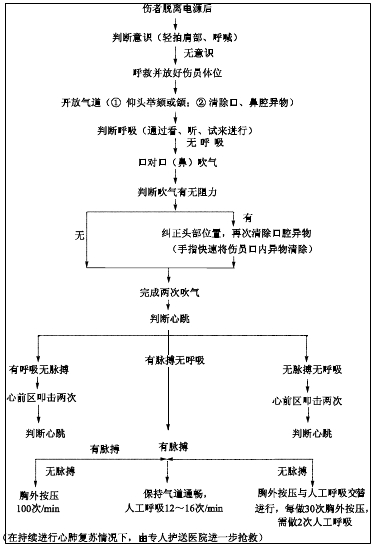 伤者脱离电源后
判断意识（轻拍肩部、呼喊）
无意识
呼救并放好伤员体位
开放气道（① 仰头举颏或颌；② 清除口、鼻腔异物）
判断呼吸（通过看、听、试来进行）
无 呼 吸
口对口（鼻）吹气
判断吹气有无阻力
有
无
纠正头部位置，再次清除口腔异物
（手指快速将伤员口内异物清除）
完成两次吹气
判断心跳
有呼吸无脉搏
有脉搏无呼吸
无脉搏无呼吸
心前区叩击两次
心前区叩击两次
判断心跳
判断心跳
有脉搏
有脉搏
无脉搏
无脉搏
胸外按压
100次/min
保持气道通畅，
人工呼吸12～16次/min
胸外按压与人工呼吸交替
进行，每做30次胸外按压，
需做2次人工呼吸
（在持续进行心肺复苏情况下，由专人护送医院进一步抢救）